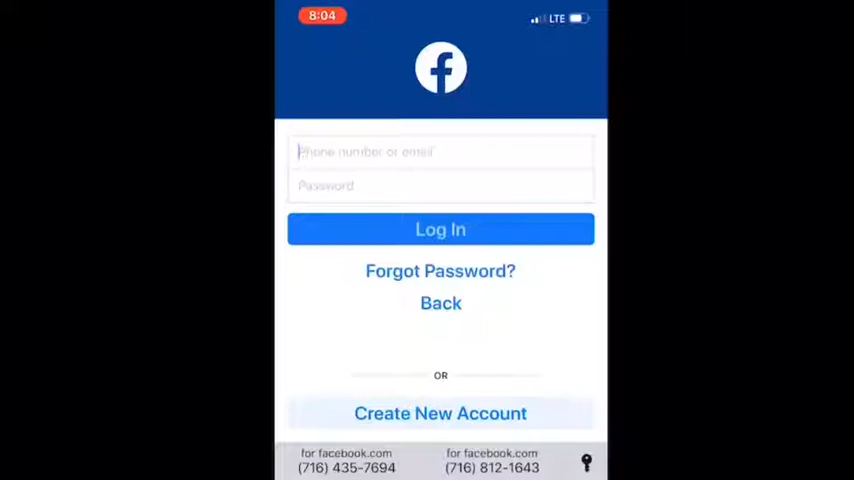 8:04
LTE
Phone number or email
Password
Log In
Forgot Password?
Back
OR
Create New Account
for facebook.com
(716) 435-7694
for facebook.com
(716) 812-1643